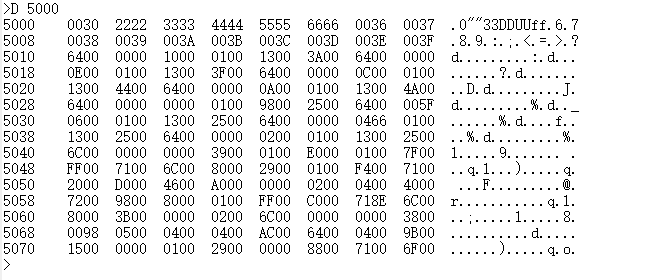 >D 5000
5000 0030 2222 3333 4444 5555 6666 0036 0037 .0""33DDUUff.6.7
5008 0038 0039 003A 003B 003C 003D 003E 003F .8.9.:.;.<.=.>.?
5010 6400 0000 1000 0100 1300 3A00 6400 0000 d.........:.d...
5018 0E00 0100 1300 3F00 6400 0000 0C00 0100 ......?.d.......
5020 1300 4400 6400 0000 0A00 0100 1300 4A00 ..D.d.........J.
5028 6400 0000 0100 9800 2500 6400 005F d.........%.d.._
5030 0600 0100 1300 2500 6400 0000 0466 0100 ......%.d....f..
5038 1300 2500 6400 0000 0200 0100 1300 2500 ..%.d.........%.
5040 6C00 0000 0000 3900 0100 E000 0100 7F00 l.....9.......
5048 FF00 7100 6C00 8000 2900 0100 F400 7100 ..q.l...).....q.
5050 2000 D000 4600 A000 0000 0200 0400 4000 ...F.........@.
5058 7200 9800 8000 0100 FF00 C000 718E 6C00 r...........q.l.
5060 8000 3B00 0000 0200 6C00 0000 0000 3800 ..;.....l.....8.
5068 0098 0500 0400 0400 AC00 6400 0400 9B00 ..........d.....
5070 1500 0000 0100 2900 0000 8800 7100 6F00 ......).....q.o.
>